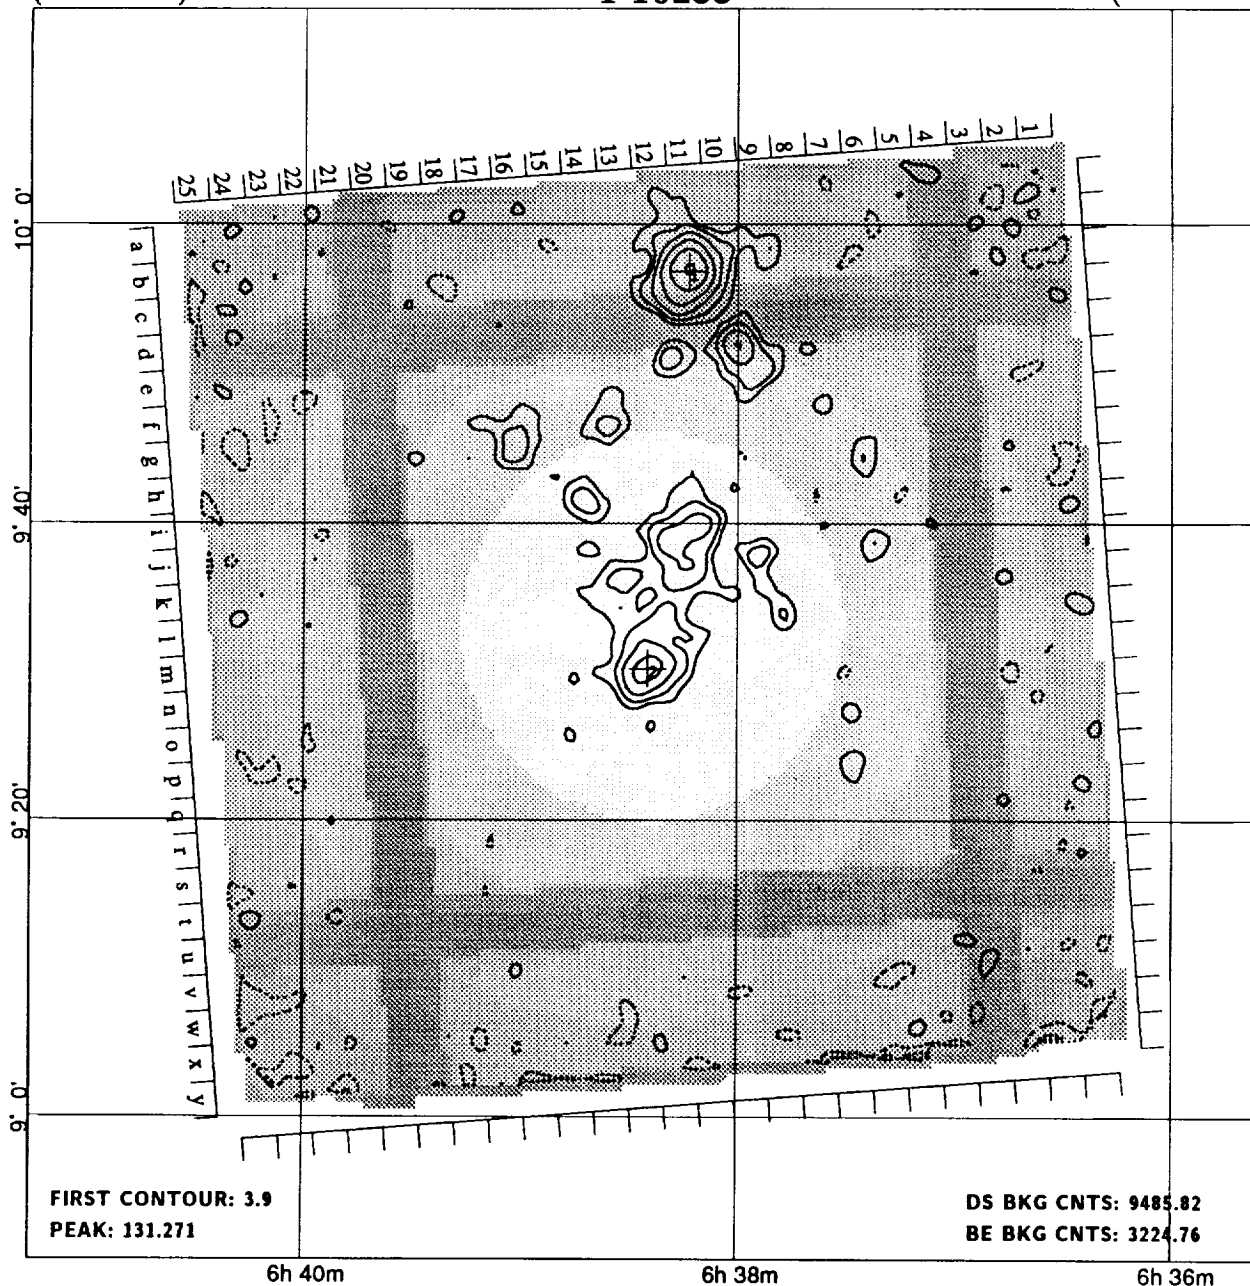 25 24 23 22 21 20 19 18 17 16 15 14 13 12 11 10 9 8 7 6 5 4 3 2 1
10° 0'
a b c d e f g h i j k l m n o p q r s t u v w x y
9° 40'
9° 20'
9° 0'
FIRST CONTOUR: 3.9
PEAK: 131.271
DS BKG CNTS: 9485.82
BE BKG CNTS: 3224.76
6h 40m 6h 38m 6h 36m